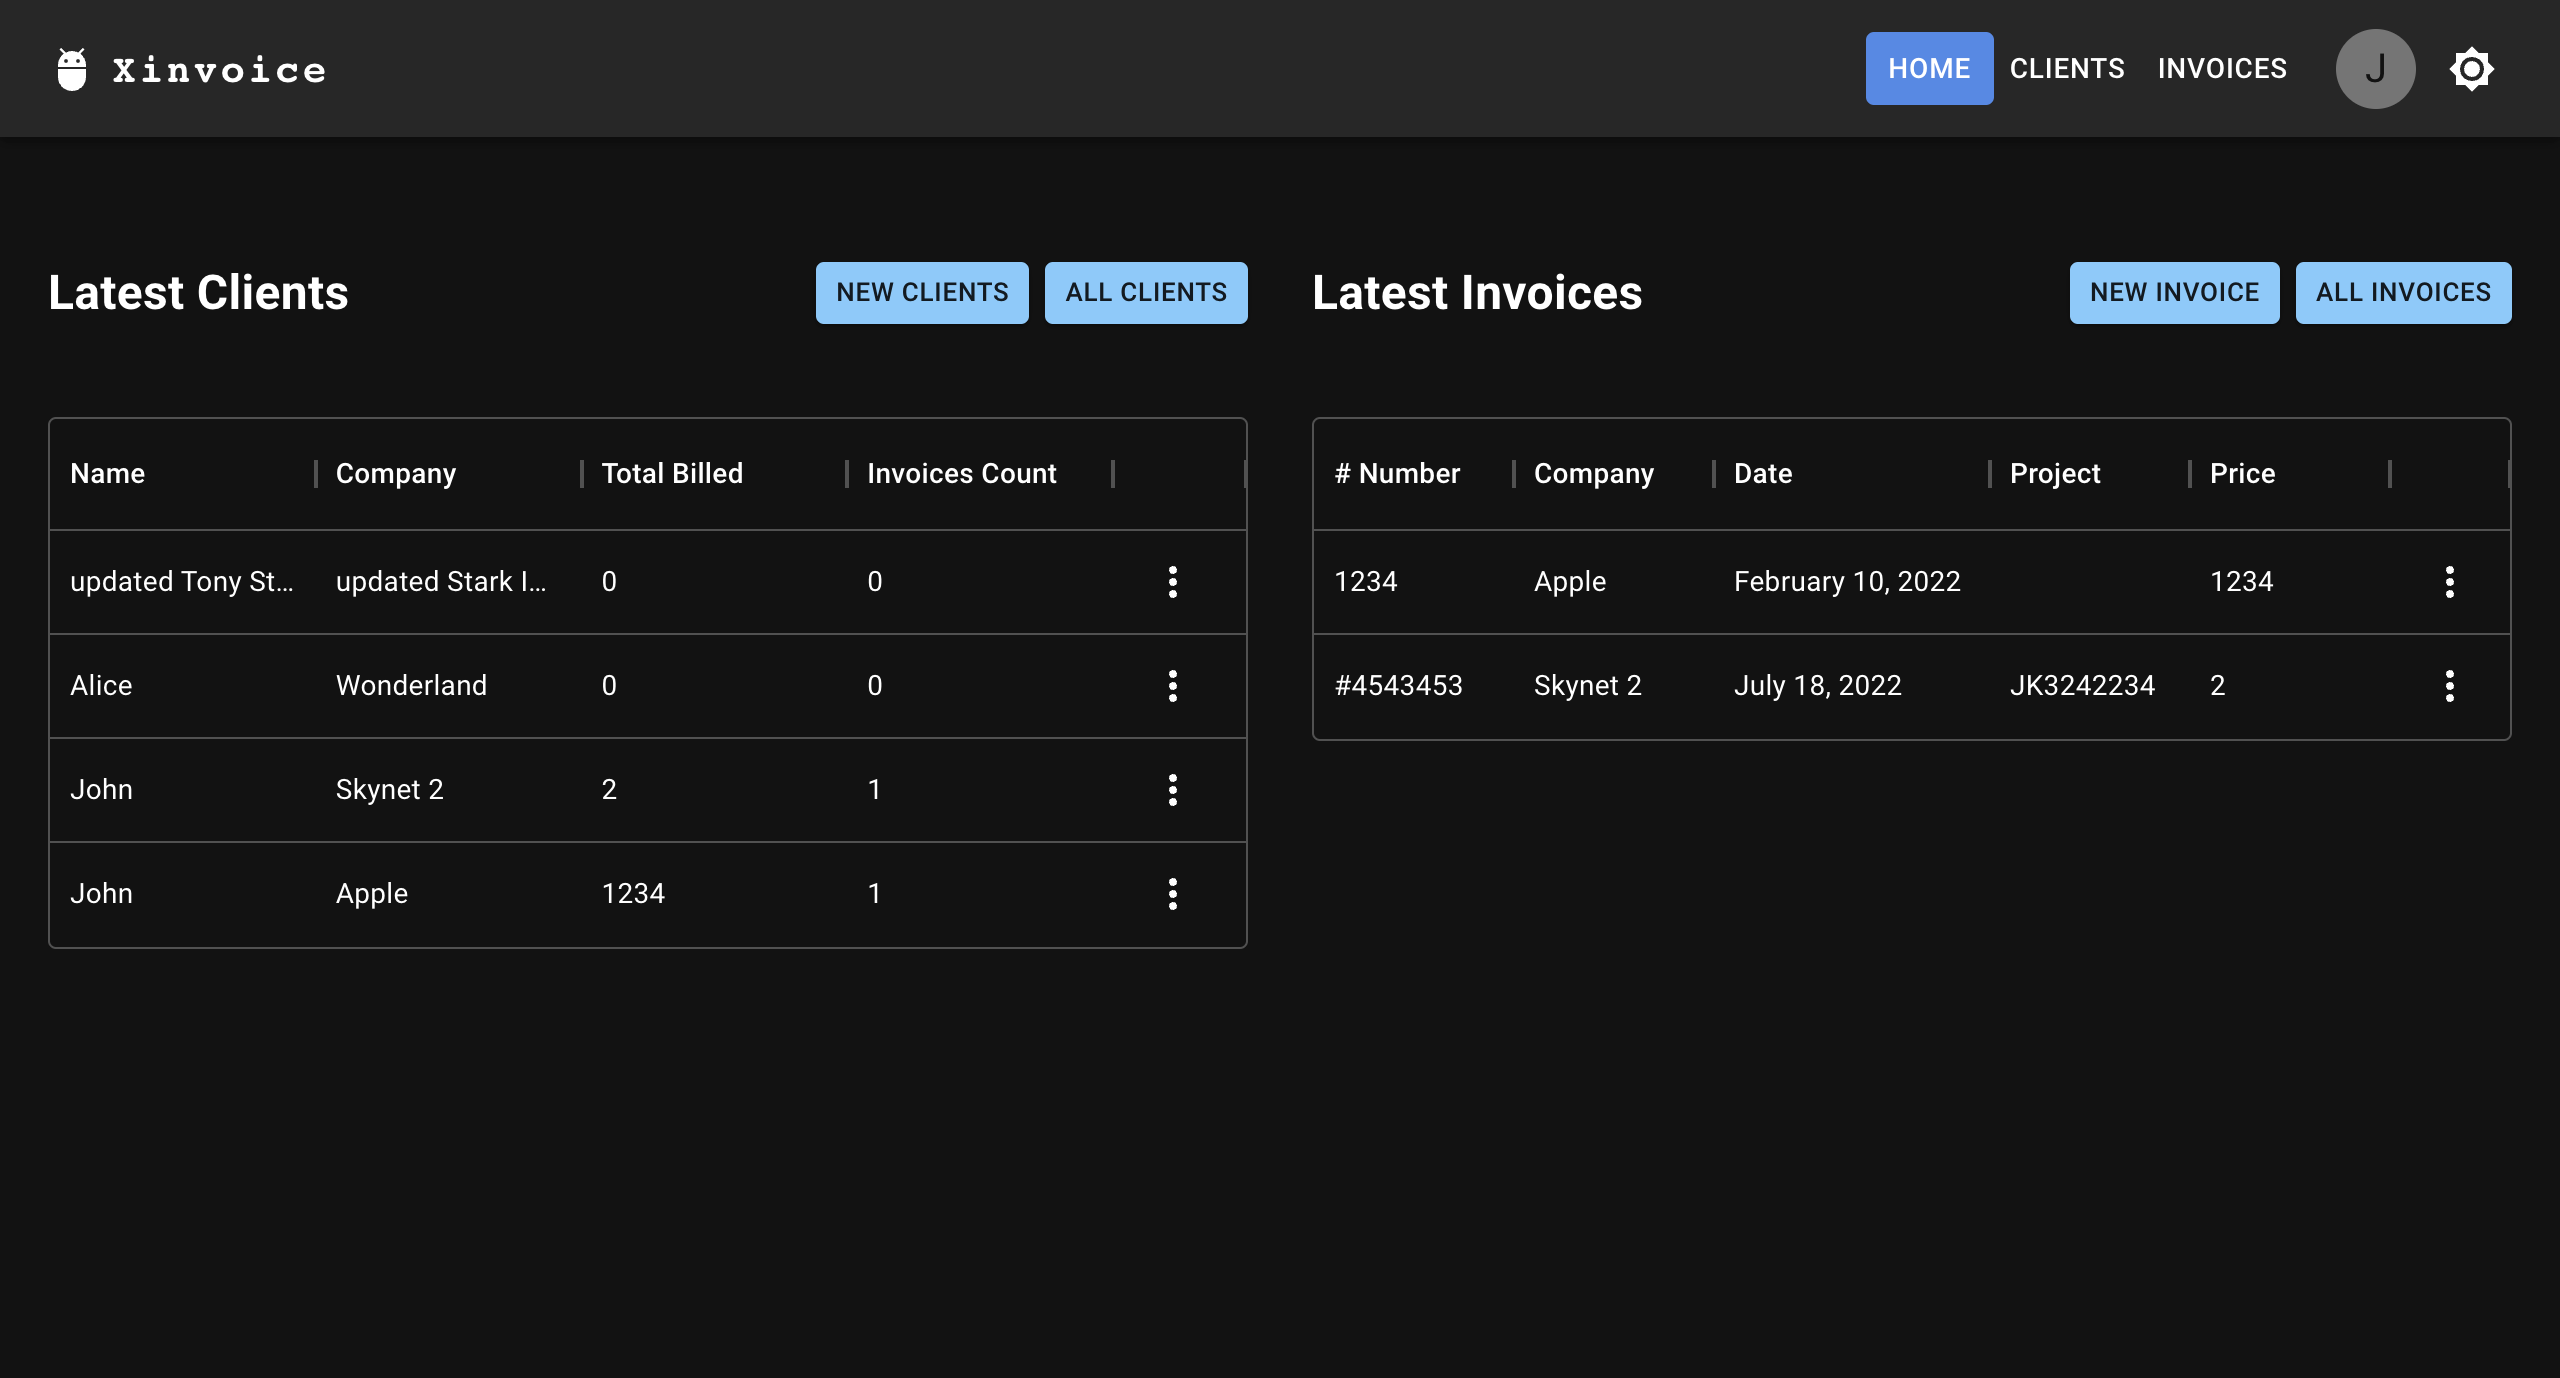 Xinvoice HOME CLIENTS INVOICES J
Latest Clients NEW CLIENTS ALL CLIENTS
Name Company Total Billed Invoices Count
updated Tony St... updated Stark I... 0 0
Alice Wonderland 0 0
John Skynet 2 2 1
John Apple 1234 1
Latest Invoices NEW INVOICE ALL INVOICES
# Number Company Date Project Price
1234 Apple February 10, 2022 1234
#4543453 Skynet 2 July 18, 2022 JK3242234 2